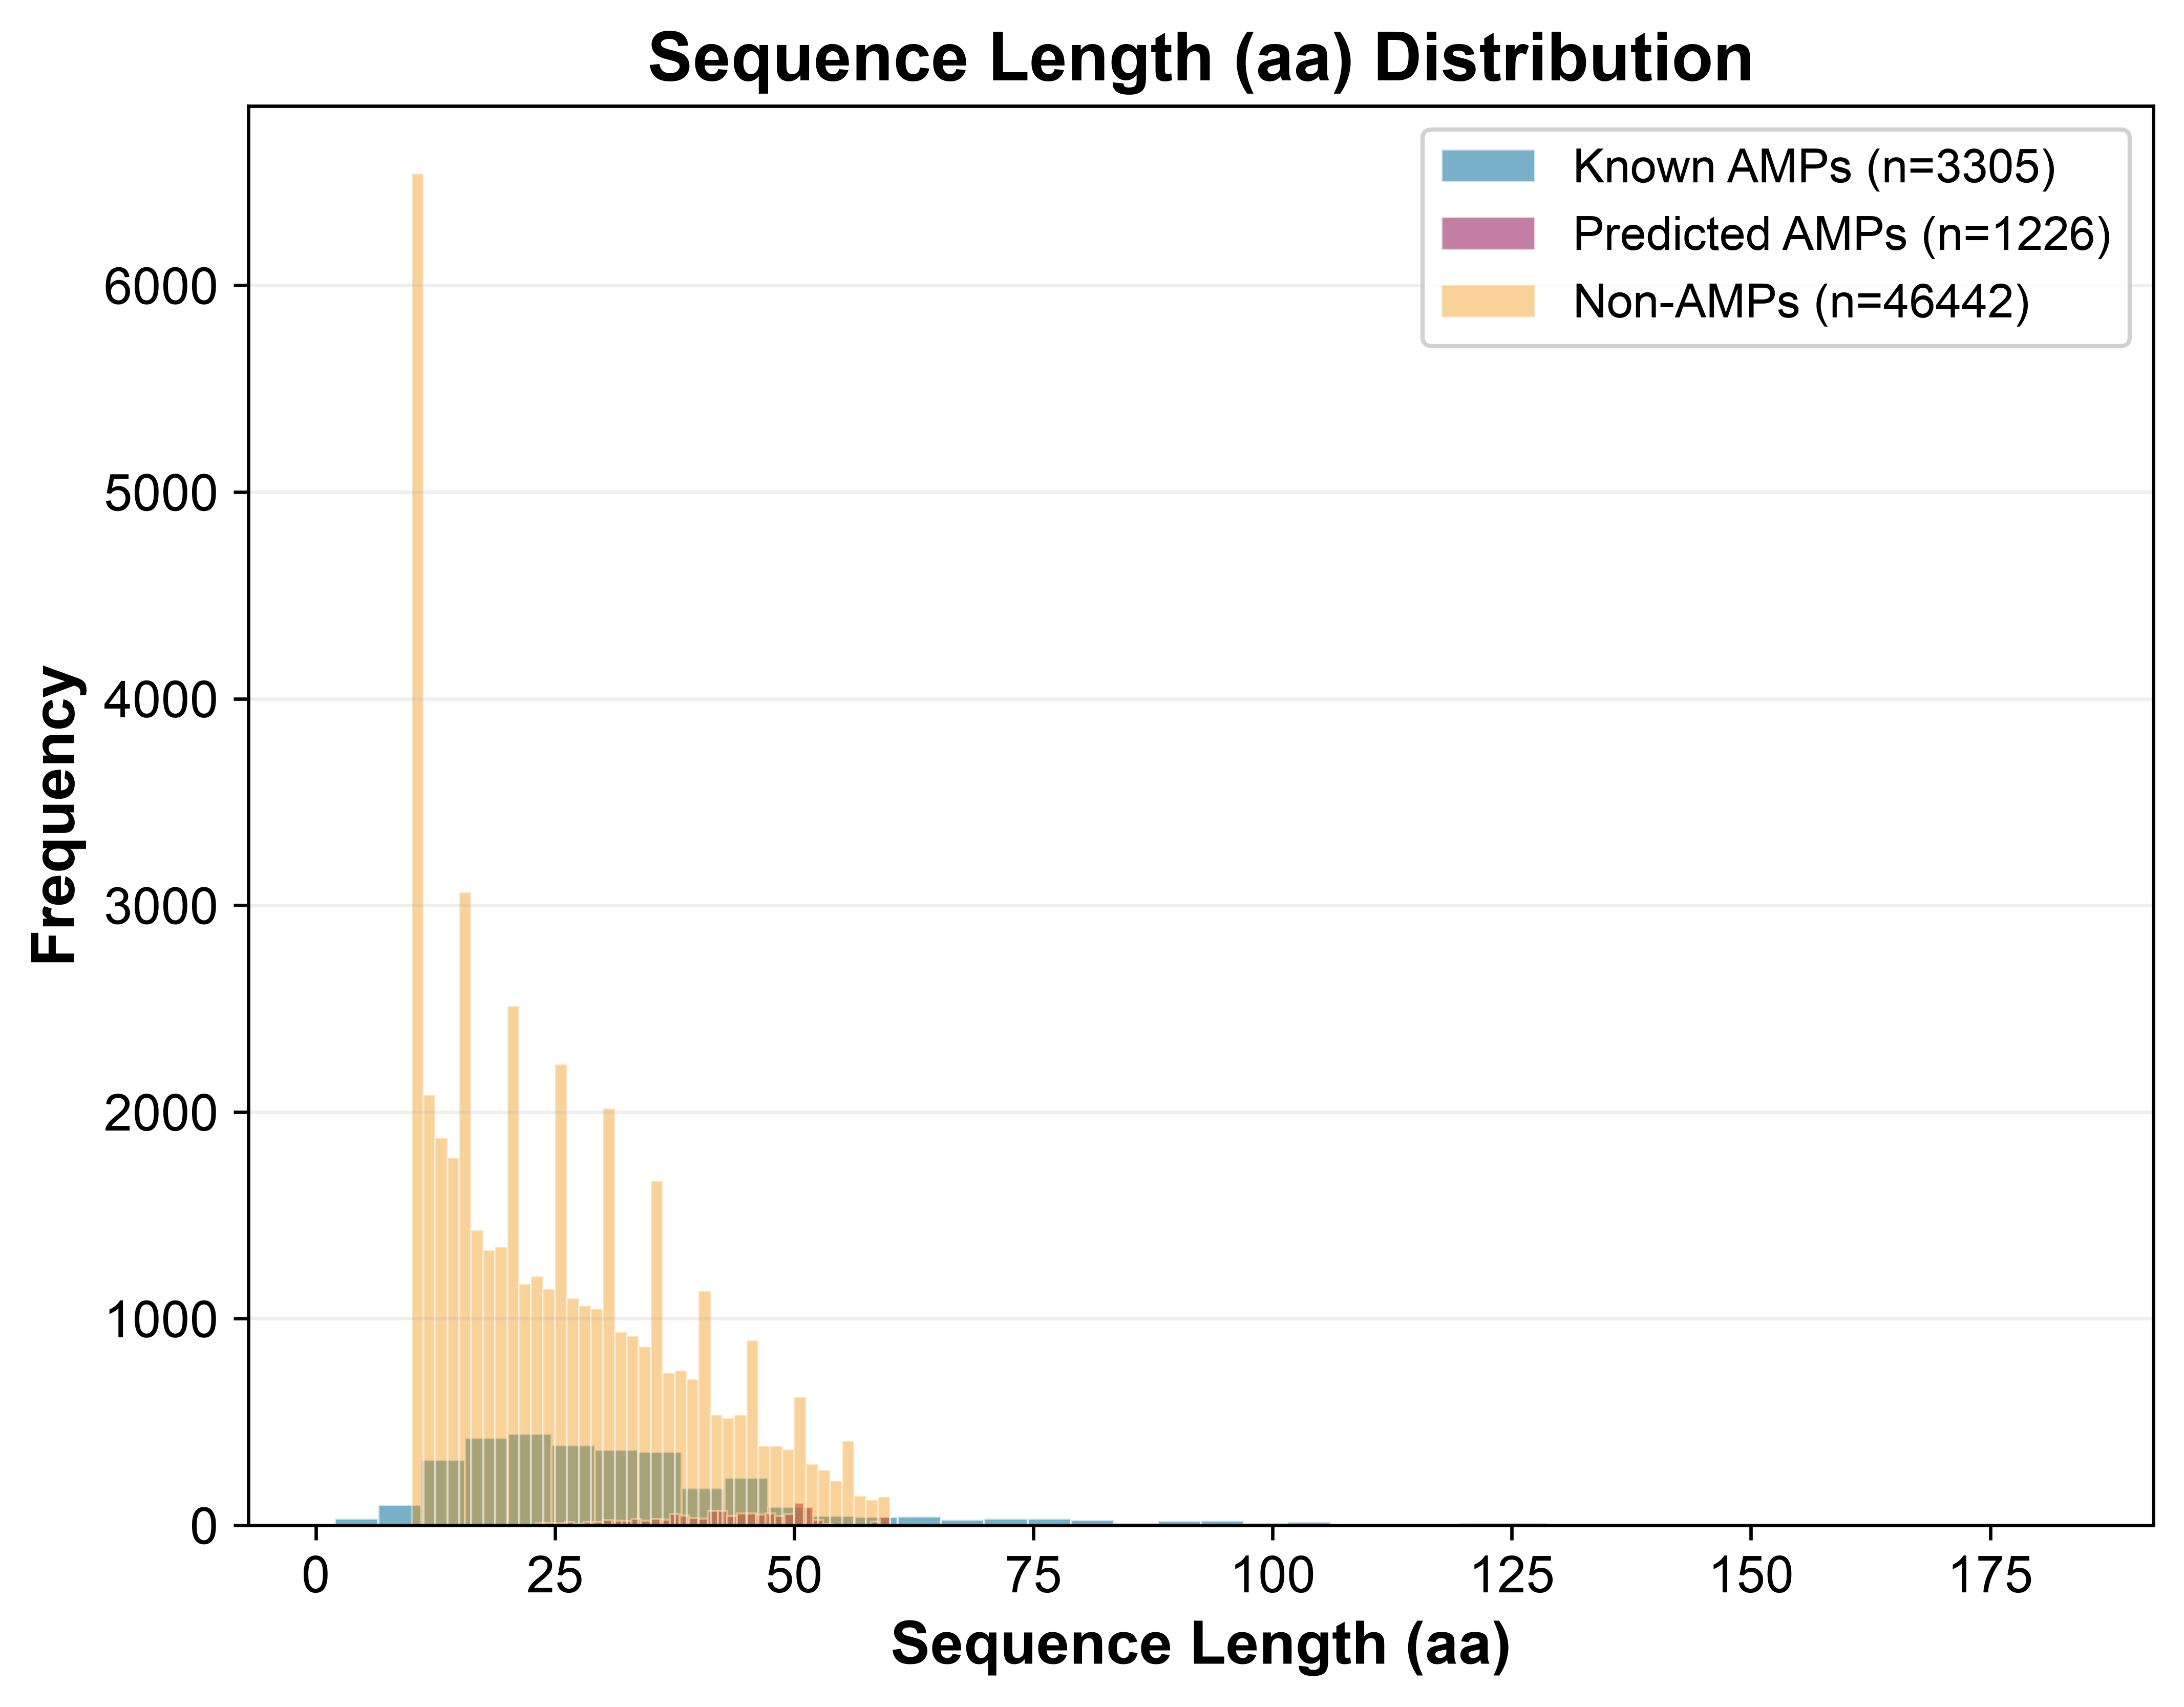 Sequence Length (aa) Distribution
Known AMPs (n=3305)
Predicted AMPs (n=1226)
Non-AMPs (n=46442)
Frequency
6000
5000
4000
3000
2000
1000
0
0 25 50 75 100 125 150 175
Sequence Length (aa)